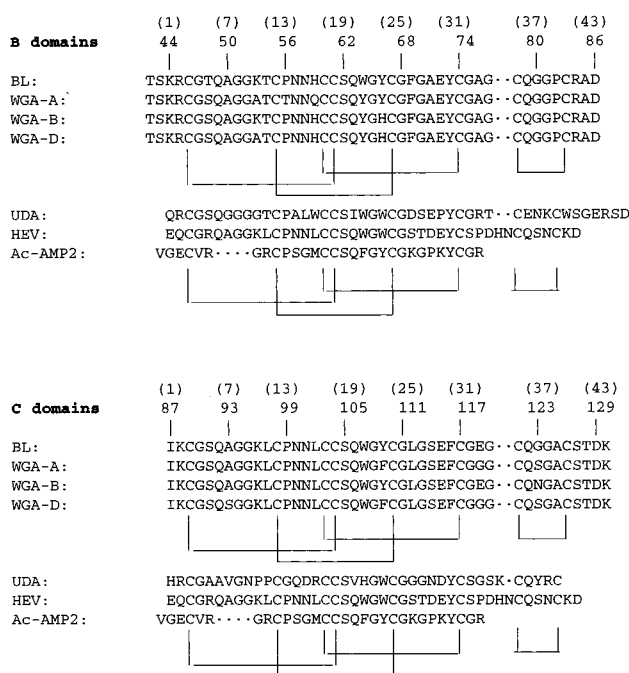 (1) (7) (13) (19) (25) (31) (37) (43)
B domains 44 50 56 62 68 74 80 86
BL: TSKRCGTQAGGKTCPNNHCCSQWGYCGFGAEYCGAG··CQGGPCRAD
WGA-A: TSKRCGSQAGGATCTNNQCCSQYGYCGFGAEYCGAG··CQGGPCRAD
WGA-B: TSKRCGSQAGGATCPNNHCCSQYGHCGFGAEYCGAG··CQGGPCRAD
WGA-D: TSKRCGSQAGGATCPNNHCCSQYGHCGFGAEYCGAG··CQGGPCRAD
UDA: QRCGSQGGGGTCPALWCCSIWGWCGDSEPYCGRT··CENKCWSGERSD
HEV: EQCGRQAGGKLCPNNLCCSQWGWCGSTDEYCSPDHNCQSNCKD
Ac-AMP2: VGECVR····GRCPSGMCCSQFGYCGKGPKYCGR
(1) (7) (13) (19) (25) (31) (37) (43)
C domains 87 93 99 105 111 117 123 129
BL: IKCGSQAGGKLCPNNLCCSQWGYCGLGSEFCGEG··CQGGACSTDK
WGA-A: IKCGSQAGGKLCPNNLCCSQWGFCGLGSEFCGGG··CQSGACSTDK
WGA-B: IKCGSQAGGKLCPNNLCCSQWGYCGLGSEFCGEG··CQNGACSTDK
WGA-D: IKCGSQSGGKLCPNNLCCSQWGFCGLGSEFCGGG··CQSGACSTDK
UDA: HRCGAAVGNPPCGQDRCCSVHGWCGGGNDYCSGSK·CQYRC
HEV: EQCGRQAGGKLCPNNLCCSQWGWCGSTDEYCSPDHNCQSNCKD
Ac-AMP2: VGECVR····GRCPSGMCCSQFGYCGKGPKYCGR